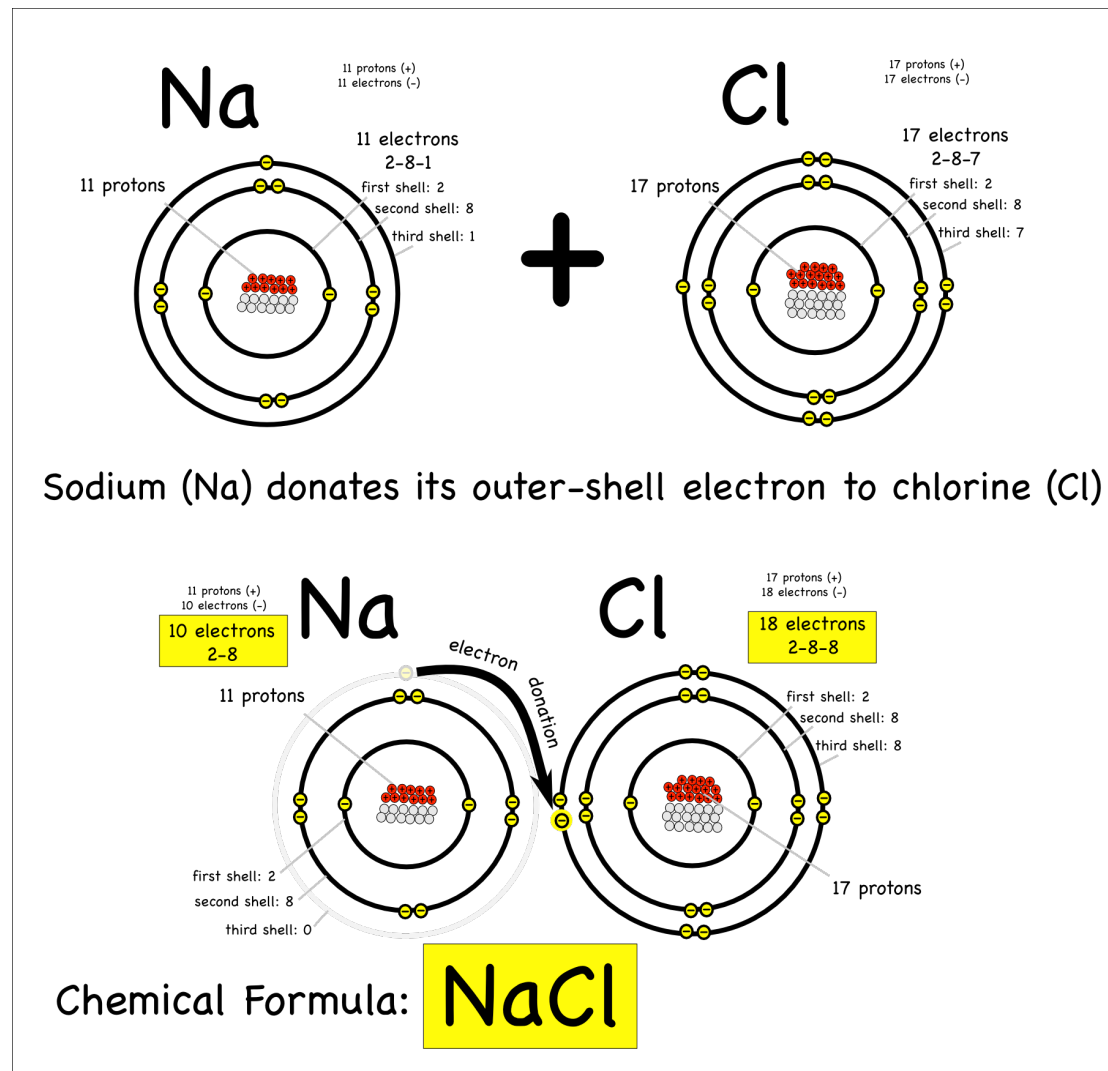 Na
11 protons (+)
11 electrons (-)
11 electrons
2-8-1
11 protons
first shell: 2
second shell: 8
third shell: 1
+
Cl
17 protons (+)
17 electrons (-)
17 electrons
2-8-7
17 protons
first shell: 2
second shell: 8
third shell: 7
Sodium (Na) donates its outer-shell electron to chlorine (Cl)
11 protons (+)
10 electrons (-)
10 electrons
2-8
Na
11 protons
first shell: 2
second shell: 8
third shell: 0
electron
donation
Cl
17 protons (+)
18 electrons (-)
18 electrons
2-8-8
first shell: 2
second shell: 8
third shell: 8
17 protons
Chemical Formula:
NaCl